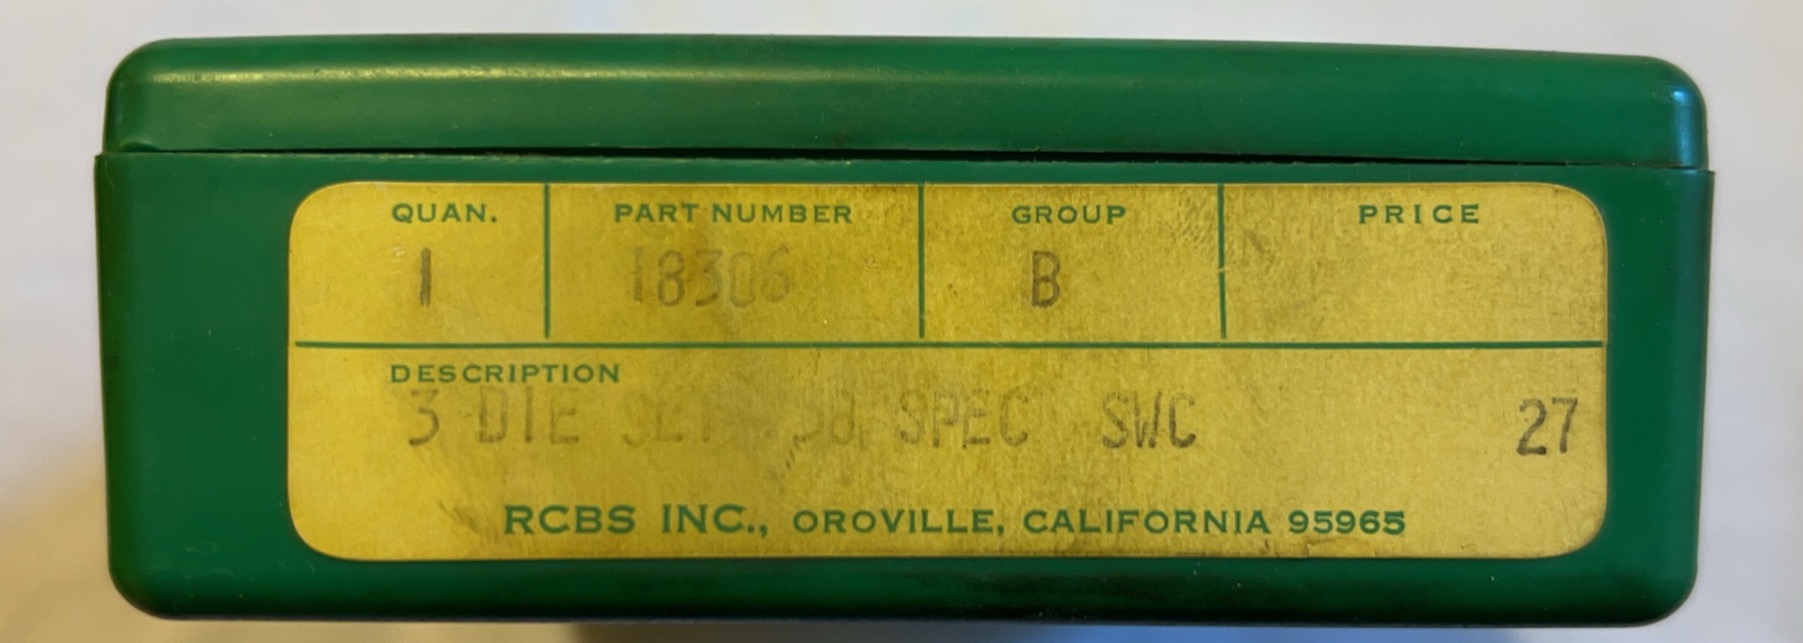 QUAN. PART NUMBER GROUP PRICE
1 18306 B
DESCRIPTION
3 DIE SET 38 SPEC SWC 27
RCBS INC., OROVILLE, CALIFORNIA 95965